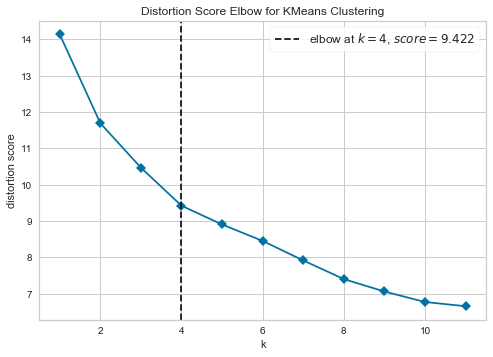 Distortion Score Elbow for KMeans Clustering
elbow at k = 4, score = 9.422
distortion score
14
13
12
11
10
9
8
7
2 4 6 8 10
k